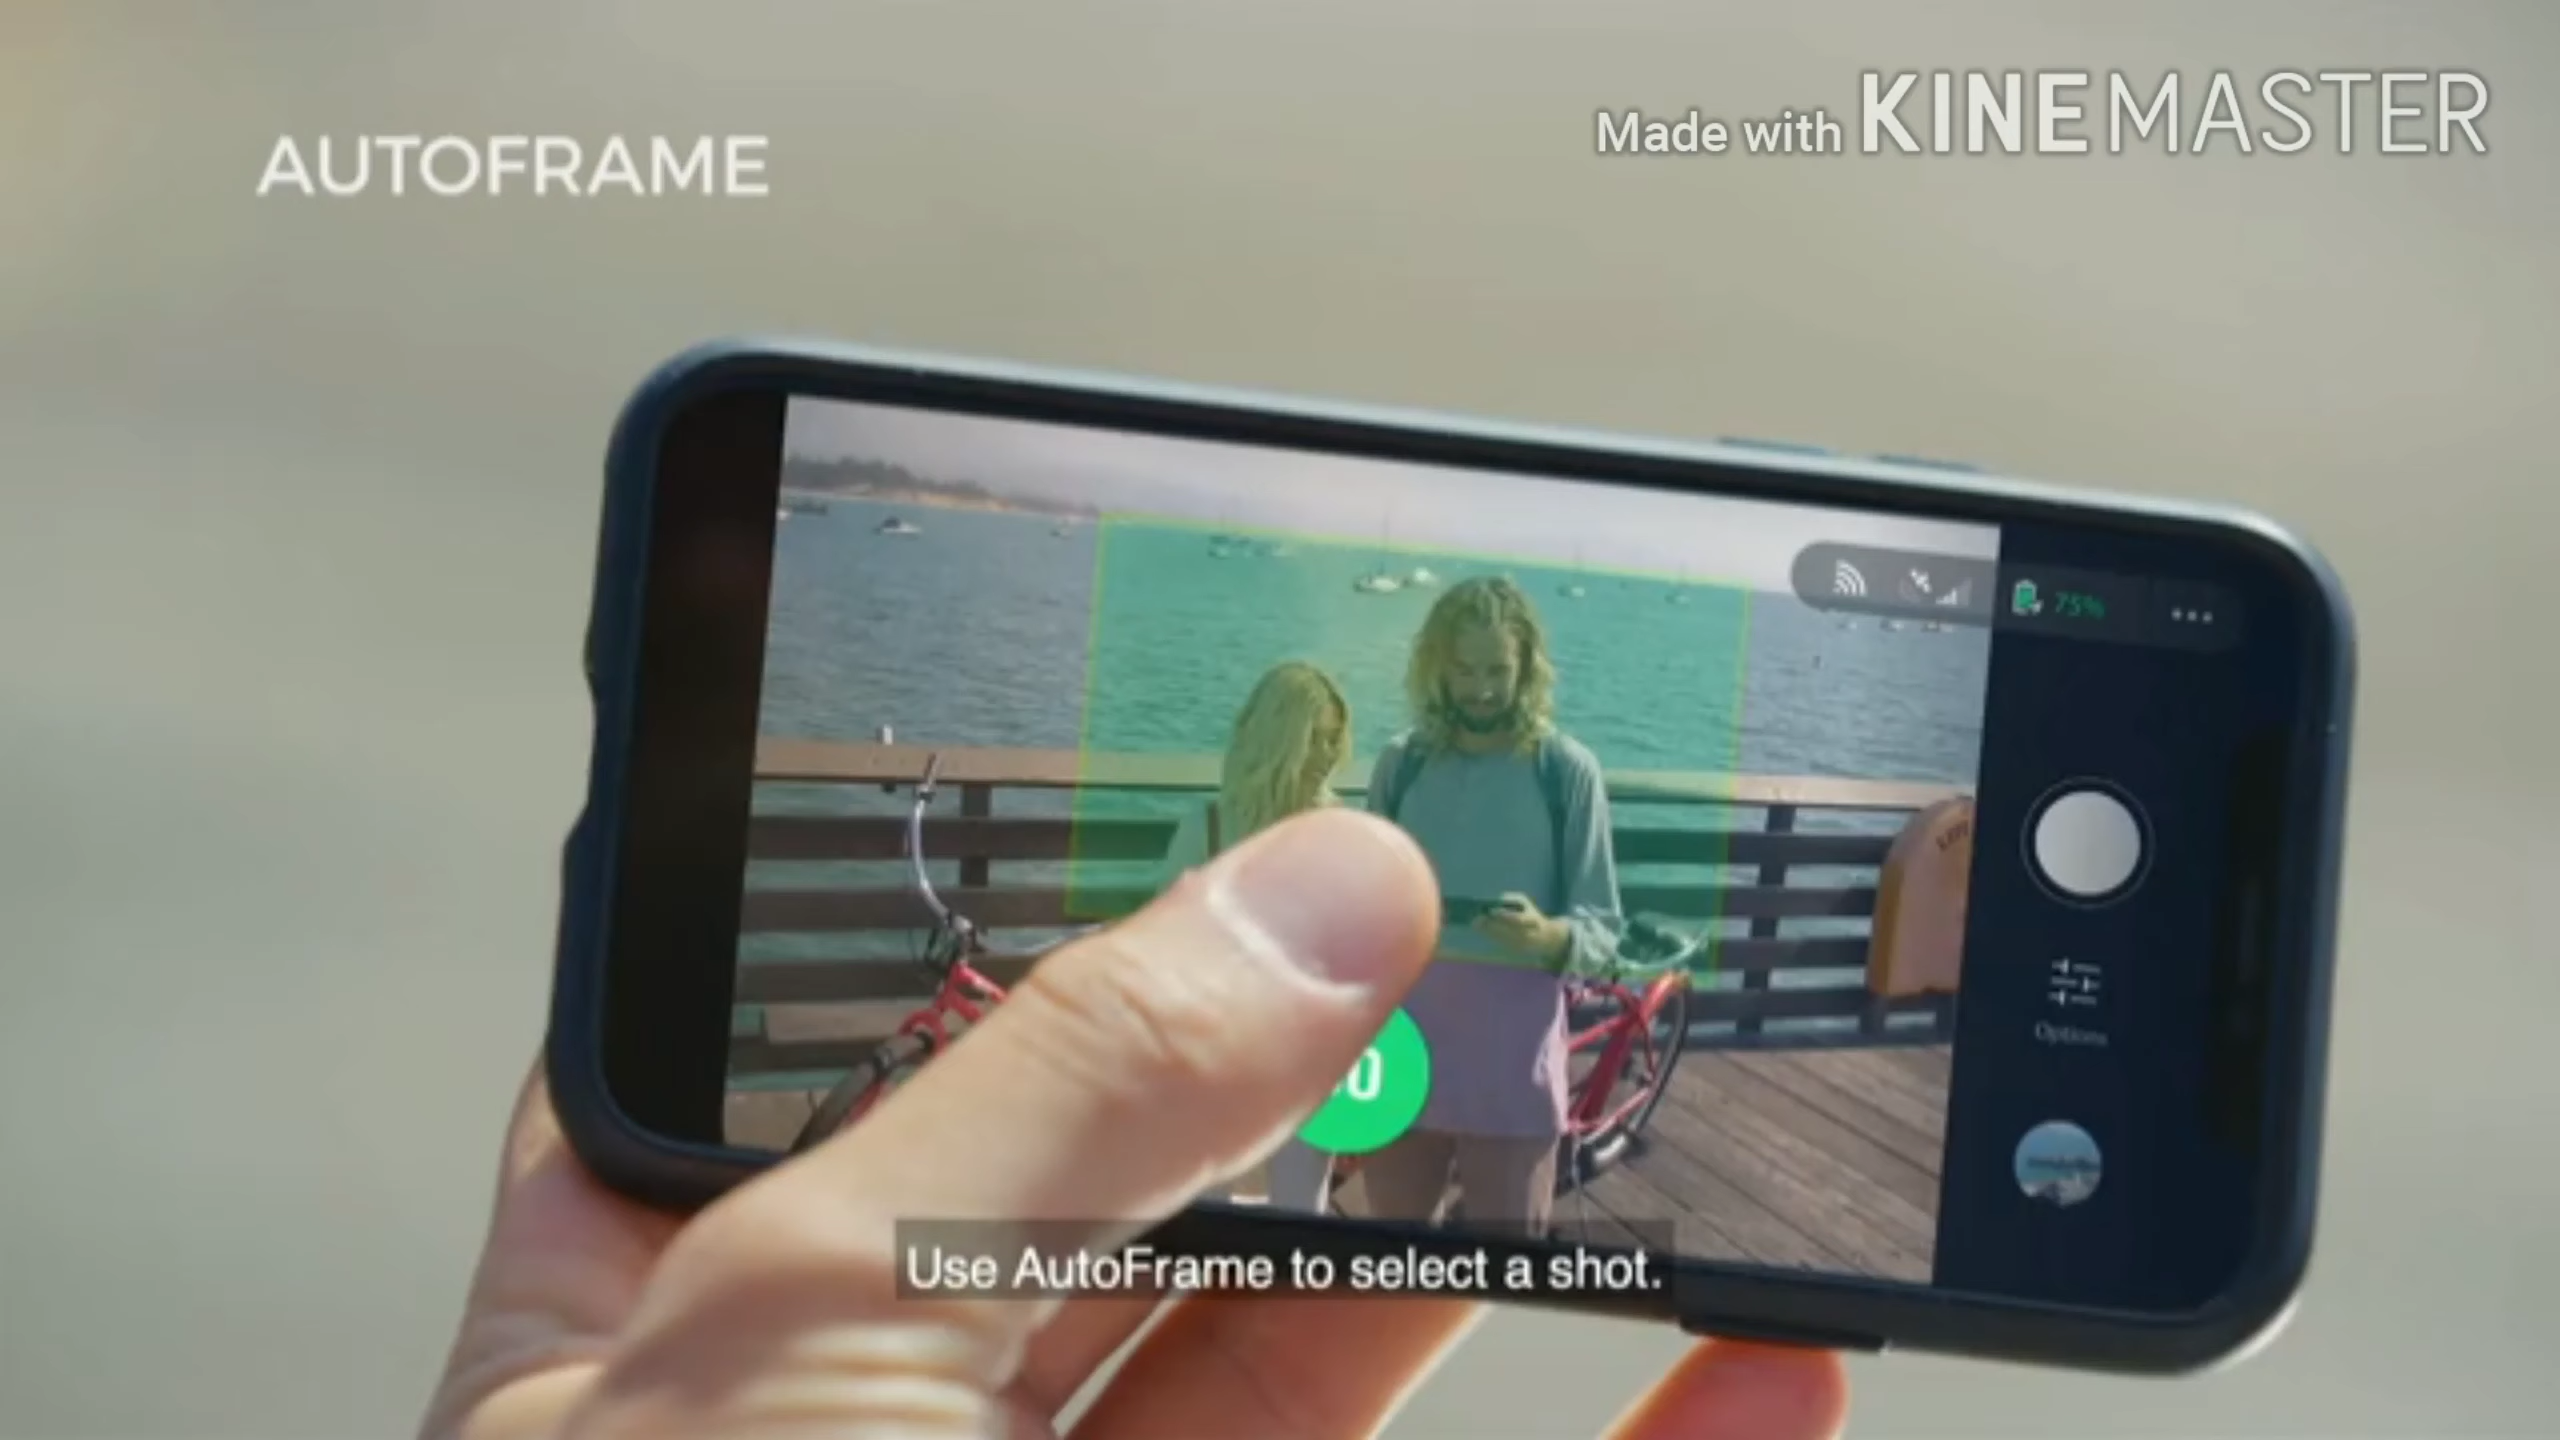 Made with KINEMASTER
AUTOFRAME
75%
Options
Use AutoFrame to select a shot.